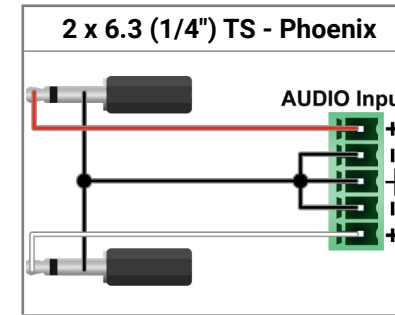 2 x 6.3 (1/4") TS - Phoenix
AUDIO Inpu
+
+